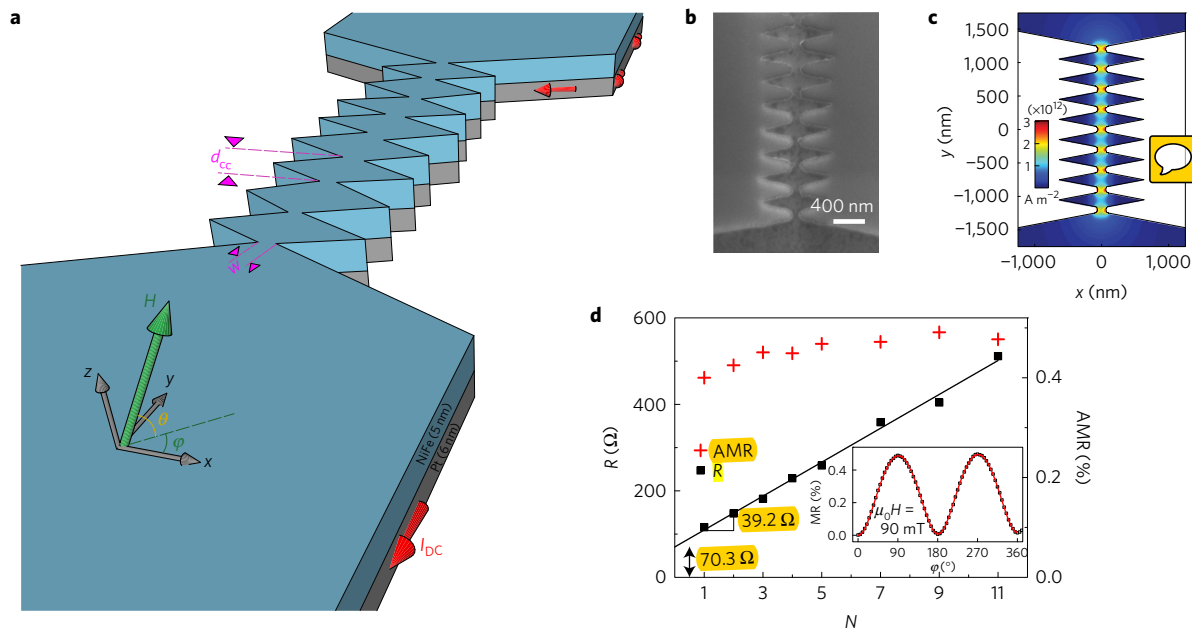 a
d_cc
w
H
z
y
θ
φ
x
NiFe (5 nm)
Pt (6 nm)
I_DC
b
400 nm
c
1,500
1,000
500
0
−500
−1,000
−1,500
y (nm)
(×10¹²)
3
2
1
A m⁻²
−1,000
0
1,000
x (nm)
d
600
400
200
0
R (Ω)
AMR
R
39.2 Ω
70.3 Ω
0.4
0.2
0.0
MR (%)
μ₀H =
90 mT
0 90 180 270 360
φ(°)
0.4
0.2
0.0
AMR (%)
1 3 5 7 9 11
N